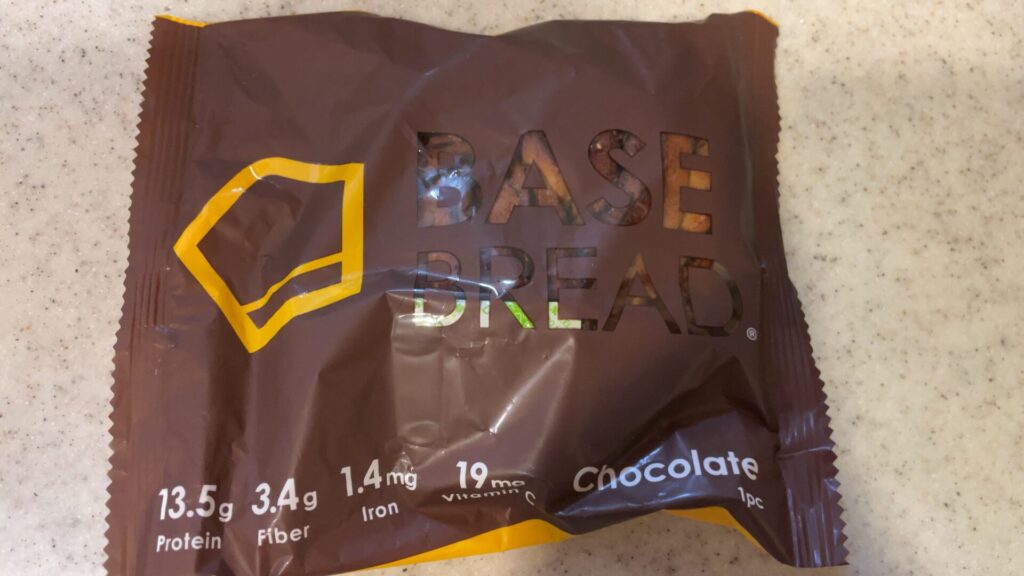 BASE
BREAD®
13.5g
Protein
3.4g
Fiber
1.4mg
Iron
19mg
Vitamin C
Chocolate
1pc